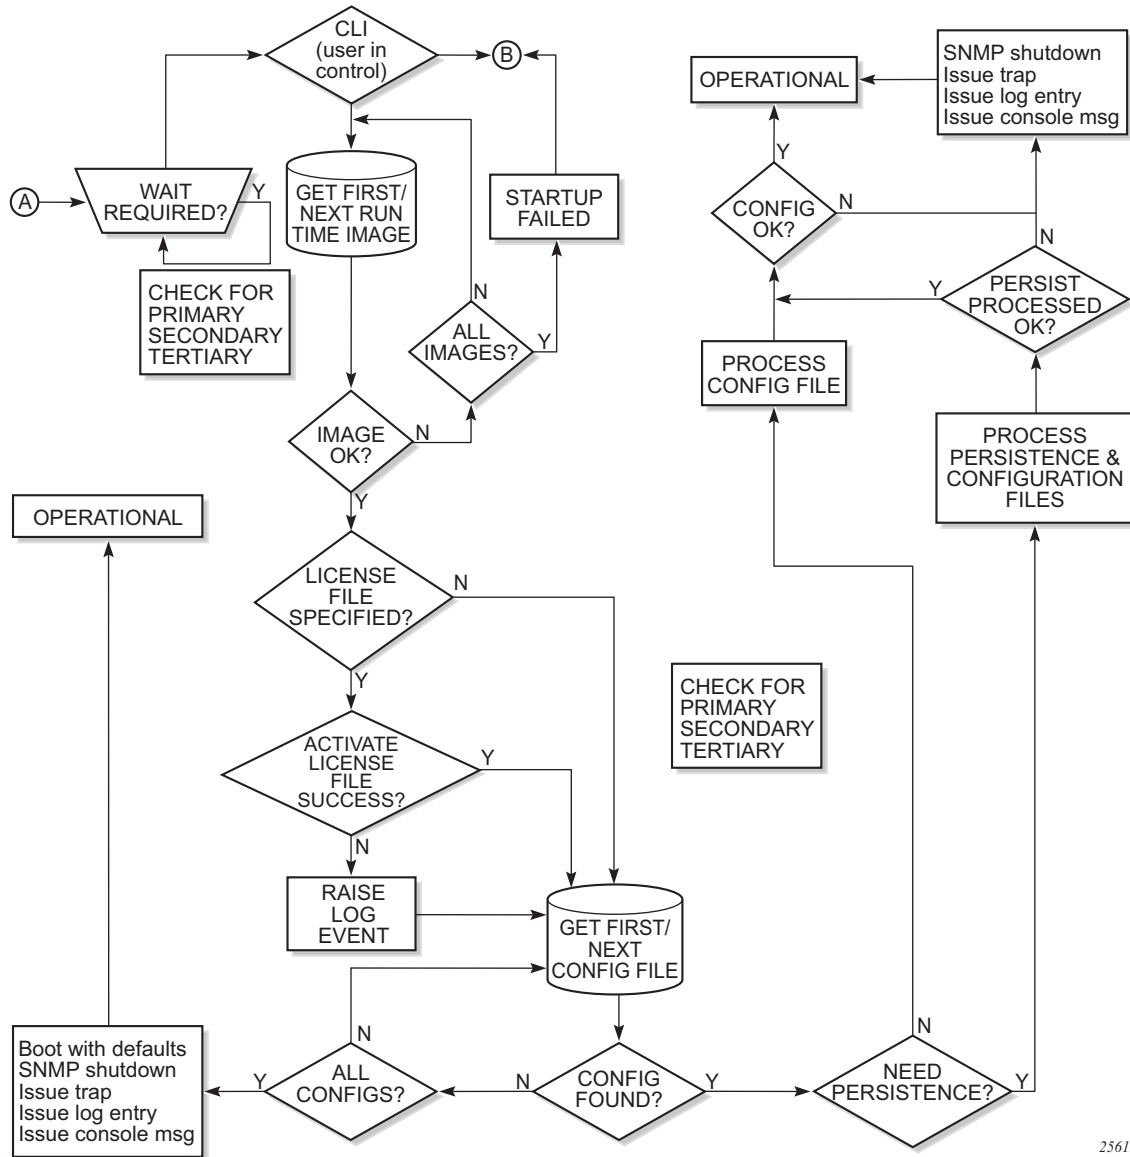 CLI
(user in
control)
B
OPERATIONAL
SNMP shutdown
Issue trap
Issue log entry
Issue console msg
A
WAIT
REQUIRED?
Y
GET FIRST/
NEXT RUN
TIME IMAGE
STARTUP
FAILED
Y
CONFIG
OK?
N
N
CHECK FOR
PRIMARY
SECONDARY
TERTIARY
N
ALL
IMAGES?
Y
Y
PERSIST
PROCESSED
OK?
PROCESS
CONFIG FILE
IMAGE
OK?
N
Y
PROCESS
PERSISTENCE &
CONFIGURATION
FILES
OPERATIONAL
LICENSE
FILE
SPECIFIED?
N
Y
CHECK FOR
PRIMARY
SECONDARY
TERTIARY
ACTIVATE
LICENSE
FILE
SUCCESS?
Y
N
RAISE
LOG
EVENT
GET FIRST/
NEXT
CONFIG FILE
Boot with defaults
SNMP shutdown
Issue trap
Issue log entry
Issue console msg
Y
N
ALL
CONFIGS?
N
CONFIG
FOUND?
Y
N
NEED
PERSISTENCE?
Y
2561